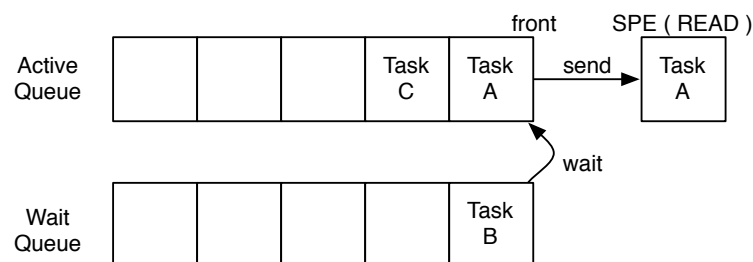 front
SPE ( READ )
Active
Queue
Task
C
Task
A
send
Task
A
wait
Wait
Queue
Task
B